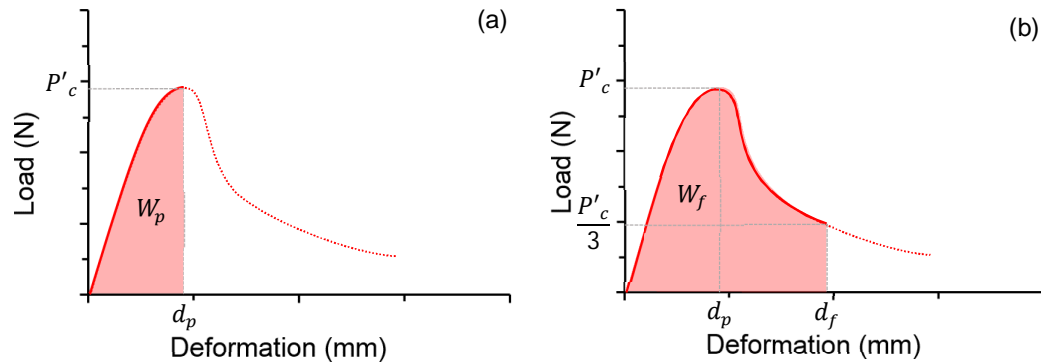 (a)
P'c
Load (N)
Wp
dp
Deformation (mm)
(b)
P'c
Load (N)
Wf
P'c
3
dp
df
Deformation (mm)